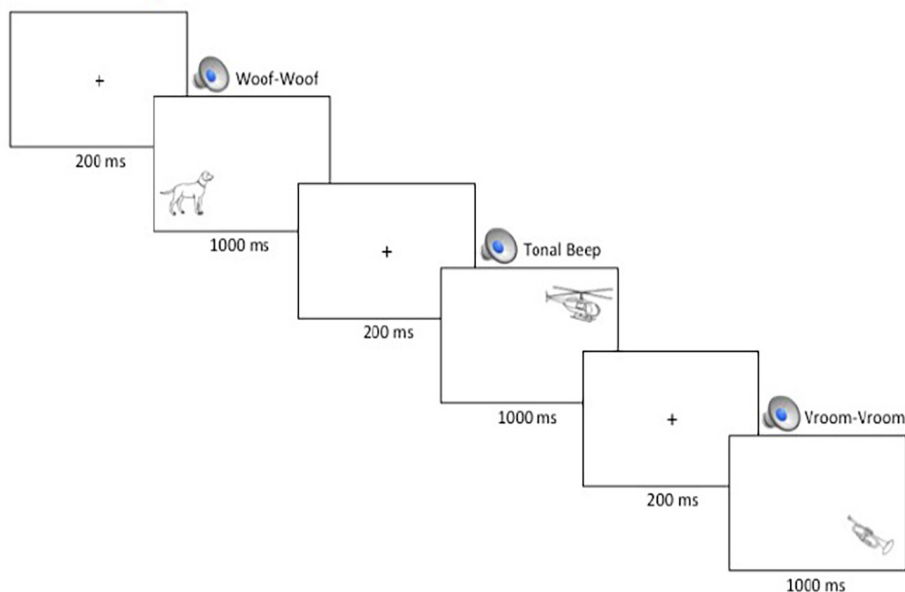 +
Woof-Woof
200 ms
1000 ms
+
Tonal Beep
200 ms
1000 ms
+
Vroom-Vroom
200 ms
1000 ms